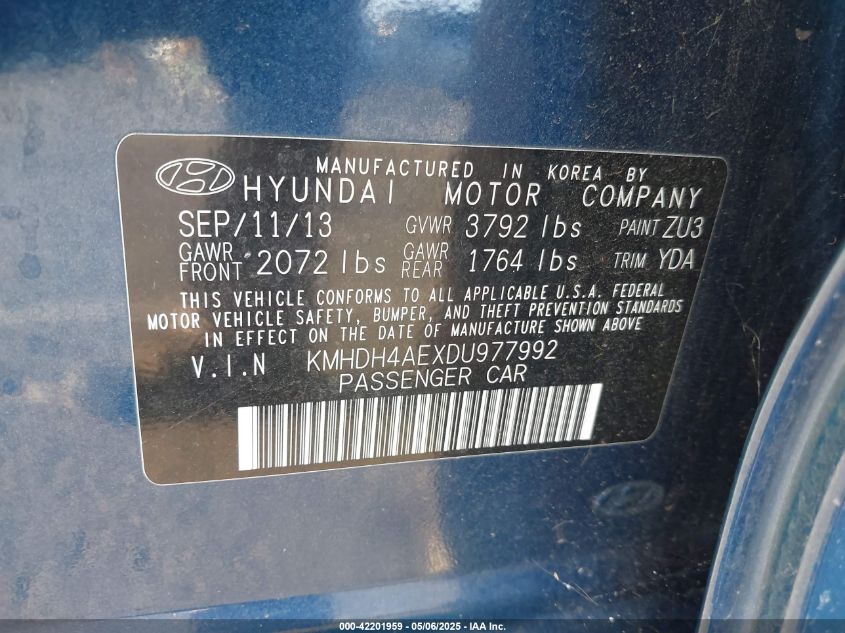 MANUFACTURED IN KOREA BY
HYUNDAI MOTOR COMPANY
SEP/11/13 GVWR 3792 lbs PAINT ZU3
GAWR FRONT 2072 lbs GAWR REAR 1764 lbs TRIM YDA
THIS VEHICLE CONFORMS TO ALL APPLICABLE U.S.A. FEDERAL
MOTOR VEHICLE SAFETY, BUMPER, AND THEFT PREVENTION STANDARDS
IN EFFECT ON THE DATE OF MANUFACTURE SHOWN ABOVE
V.I.N KMHDH4AEXDU977992
PASSENGER CAR
000-42201959 - 05/06/2025 - IAA Inc.